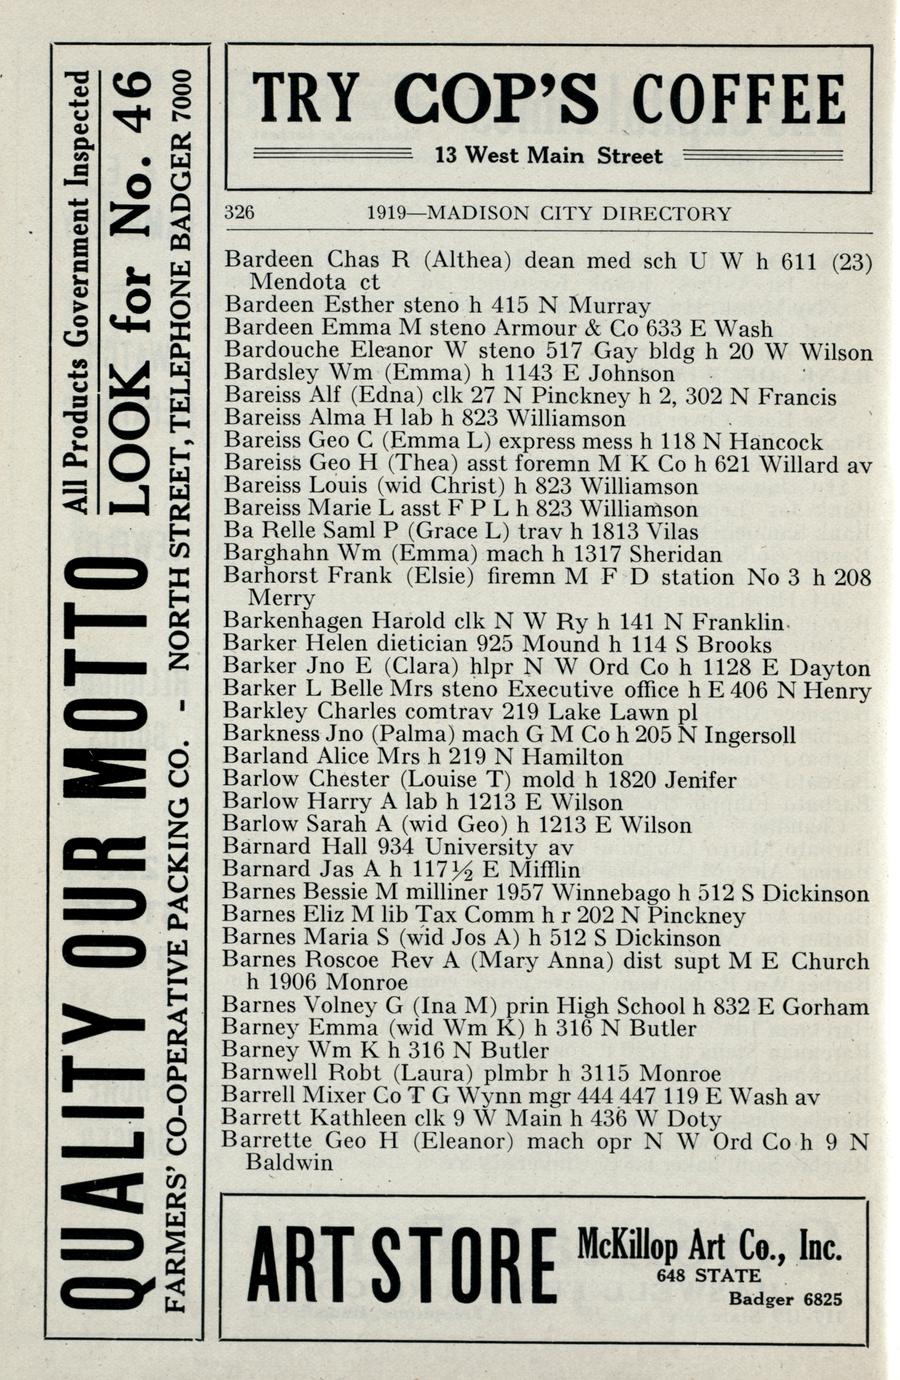 TRY COP'S COFFEE
13 West Main Street
326 1919—MADISON CITY DIRECTORY
Bardeen Chas R (Althea) dean med sch U W h 611 (23)
Mendota ct
Bardeen Esther steno h 415 N Murray
Bardeen Emma M steno Armour & Co 633 E Wash
Bardouche Eleanor W steno 517 Gay bldg h 20 W Wilson
Bardsley Wm (Emma) h 1143 E Johnson
Bareiss Alf (Edna) clk 27 N Pinckney h 2, 302 N Francis
Bareiss Alma H lab h 823 Williamson
Bareiss Geo C (Emma L) express mess h 118 N Hancock
Bareiss Geo H (Thea) asst foremn M K Co h 621 Willard av
Bareiss Louis (wid Christ) h 823 Williamson
Bareiss Marie L asst F P L h 823 Williamson
Ba Relle Saml P (Grace L) trav h 1813 Vilas
Barghahn Wm (Emma) mach h 1317 Sheridan
Barhorst Frank (Elsie) firemn M F D station No 3 h 208
Merry
Barkenhagen Harold clk N W Ry h 141 N Franklin
Barker Helen dietician 925 Mound h 114 S Brooks
Barker Jno E (Clara) hlpr N W Ord Co h 1128 E Dayton
Barker L Belle Mrs steno Executive office h E 406 N Henry
Barkley Charles comtrav 219 Lake Lawn pl
Barkness Jno (Palma) mach G M Co h 205 N Ingersoll
Barland Alice Mrs h 219 N Hamilton
Barlow Chester (Louise T) mold h 1820 Jenifer
Barlow Harry A lab h 1213 E Wilson
Barlow Sarah A (wid Geo) h 1213 E Wilson
Barnard Hall 934 University av
Barnard Jas A h 117½ E Mifflin
Barnes Bessie M milliner 1957 Winnebago h 512 S Dickinson
Barnes Eliz M lib Tax Comm h r 202 N Pinckney
Barnes Maria S (wid Jos A) h 512 S Dickinson
Barnes Roscoe Rev A (Mary Anna) dist supt M E Church
h 1906 Monroe
Barnes Volney G (Ina M) prin High School h 832 E Gorham
Barney Emma (wid Wm K) h 316 N Butler
Barney Wm K h 316 N Butler
Barnwell Robt (Laura) plmbr h 3115 Monroe
Barrell Mixer Co T G Wynn mgr 444 447 119 E Wash av
Barrett Kathleen clk 9 W Main h 436 W Doty
Barrette Geo H (Eleanor) mach opr N W Ord Co h 9 N
Baldwin
ART STORE
McKillop Art Co., Inc.
648 STATE
Badger 6825
QUALITY OUR MOTTO
All Products Government Inspected
LOOK for No. 46
FARMERS' CO-OPERATIVE PACKING CO. - NORTH STREET, TELEPHONE BADGER 7000